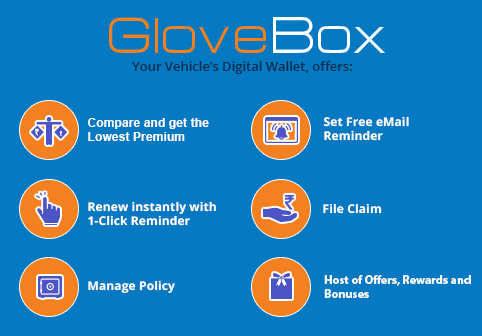 GloveBox
Your Vehicle's Digital Wallet, offers:
Compare and get the
Lowest Premium
Set Free eMail
Reminder
Renew instantly with
1-Click Reminder
File Claim
Manage Policy
Host of Offers, Rewards and
Bonuses